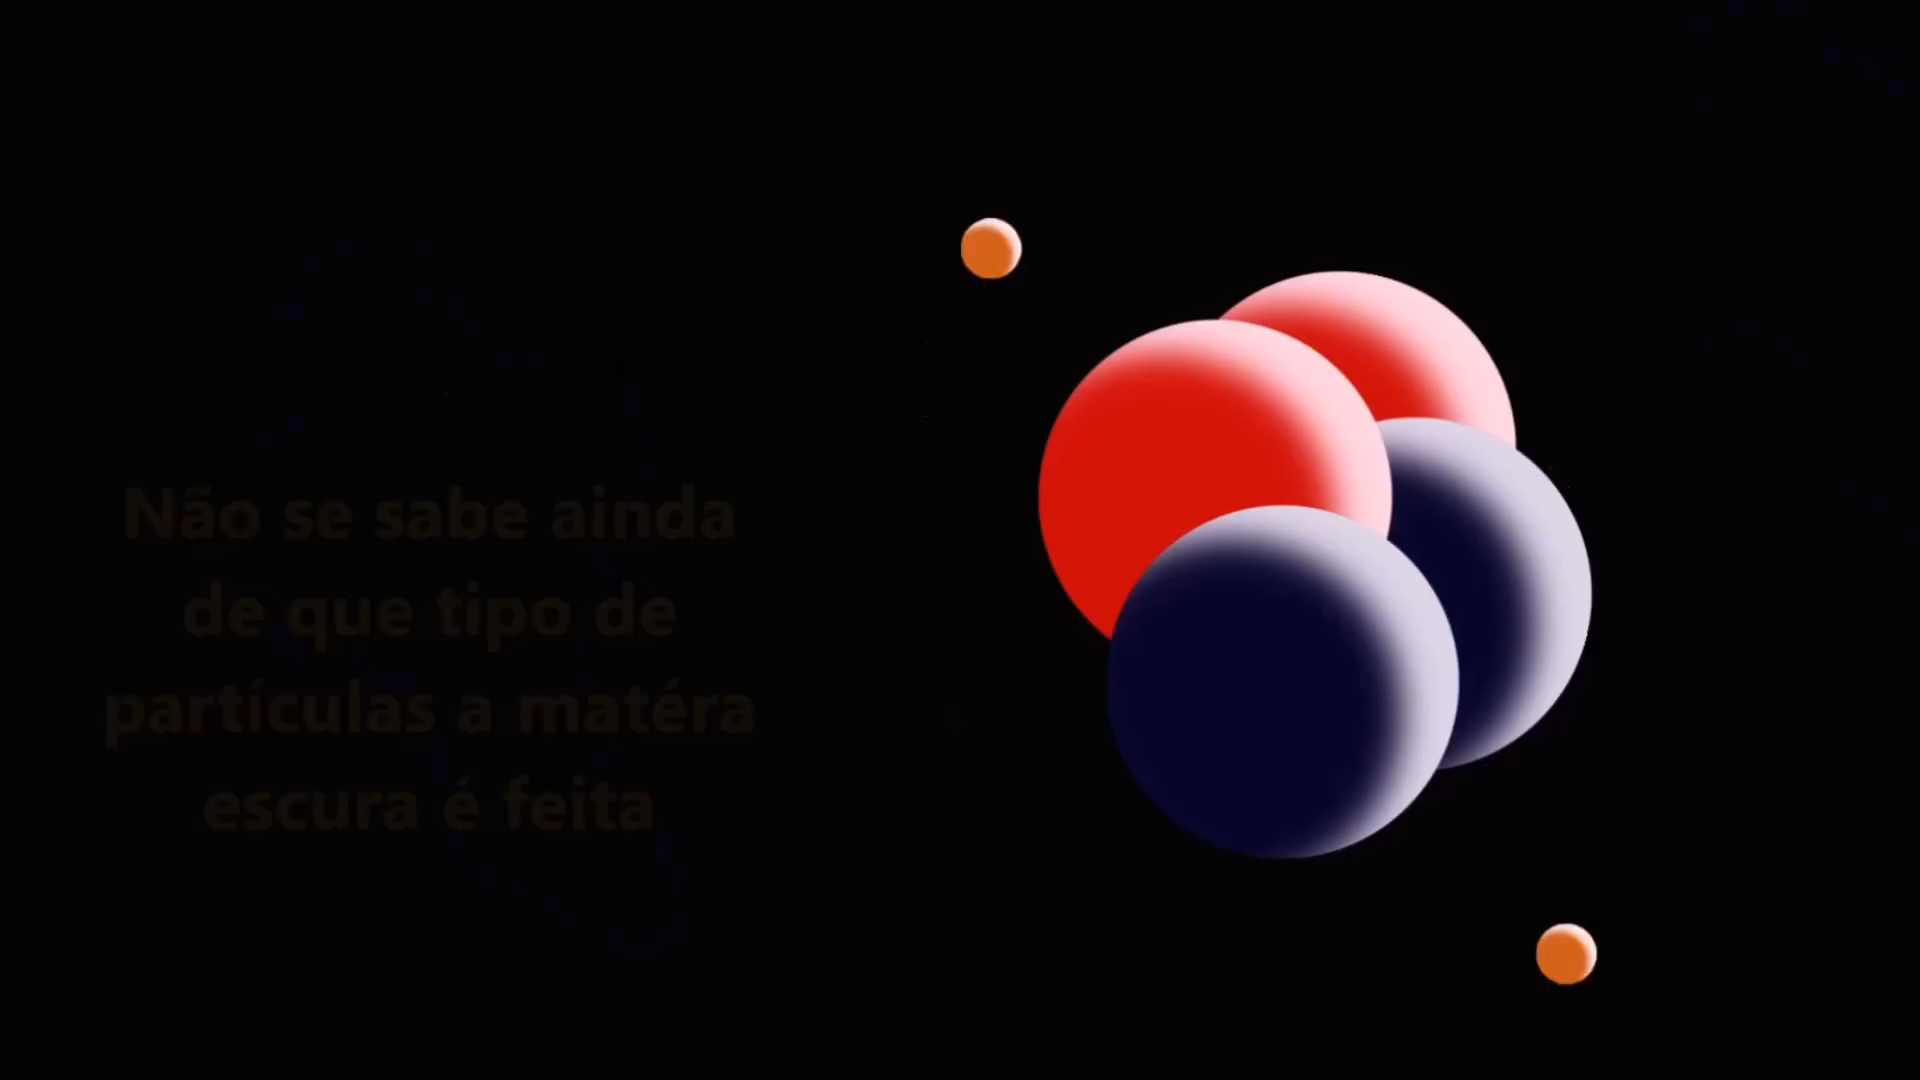 Não se sabe ainda
de que tipo de
partículas a matéra
escura é feita